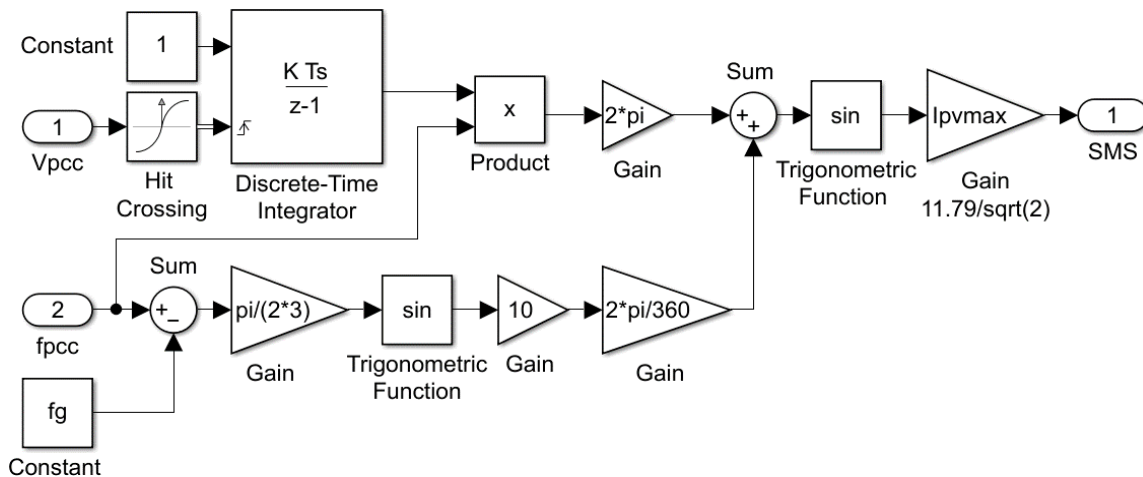 Constant
1
K Ts
z-1
x
2*pi
Sum
+
+
sin
Ipvmax
1
SMS
1
Vpcc
Hit
Crossing
Discrete-Time
Integrator
Product
Gain
Trigonometric
Function
Gain
11.79/sqrt(2)
2
fpcc
Sum
+
−
pi/(2*3)
Gain
sin
Trigonometric
Function
10
Gain
2*pi/360
Gain
fg
Constant